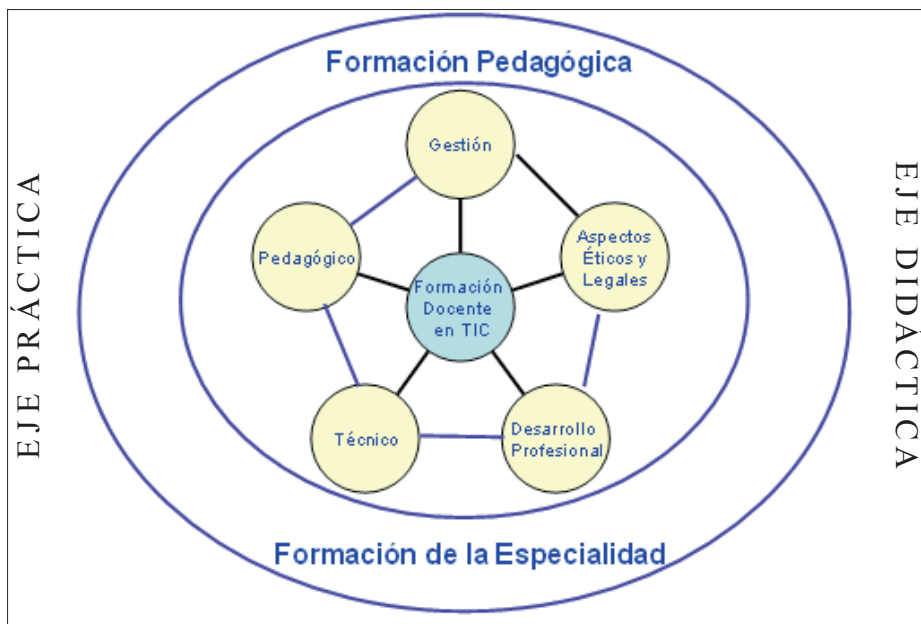 Formación Pedagógica
Gestión
Pedagógico
Aspectos
Éticos y
Legales
Formación
Docente
en TIC
Técnico
Desarrollo
Profesional
Formación de la Especialidad
EJE PRÁCTICA
EJE DIDÁCTICA